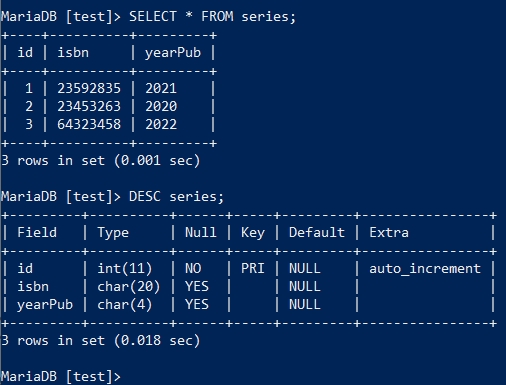 MariaDB [test]> SELECT * FROM series;
+----+----------+---------+
| id | isbn     | yearPub |
+----+----------+---------+
|  1 | 23592835 | 2021    |
|  2 | 23453263 | 2020    |
|  3 | 64323458 | 2022    |
+----+----------+---------+
3 rows in set (0.001 sec)
MariaDB [test]> DESC series;
+---------+----------+------+-----+---------+----------------+
| Field   | Type     | Null | Key | Default | Extra          |
+---------+----------+------+-----+---------+----------------+
| id      | int(11)  | NO   | PRI | NULL    | auto_increment |
| isbn    | char(20) | YES  |     | NULL    |                |
| yearPub | char(4)  | YES  |     | NULL    |                |
+---------+----------+------+-----+---------+----------------+
3 rows in set (0.018 sec)
MariaDB [test]>